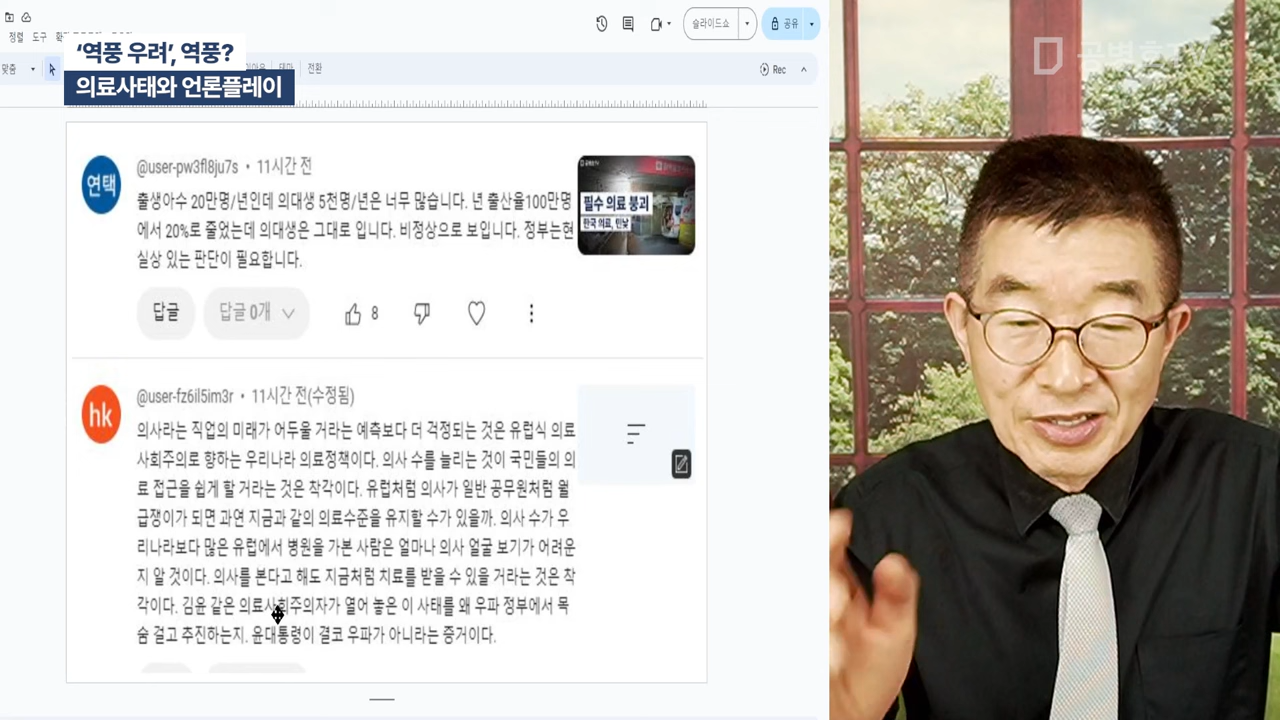 슬라이드쇼
공유
정렬 도구
맞춤
전환
Rec
'역풍 우려', 역풍?
의료사태와 언론플레이
연택
@user-pw3fl8ju7s • 11시간 전
출생아수 20만명/년인데 의대생 5천명/년은 너무 많습니다. 년 출산율100만명
에서 20%로 줄었는데 의대생은 그대로 입니다. 비정상으로 보입니다. 정부는현
실상 있는 판단이 필요합니다.
필수 의료 붕괴
한국 의료, 민낯
답글
답글 0개
8
hk
@user-fz6il5im3r • 11시간 전(수정됨)
의사라는 직업의 미래가 어두울 거라는 예측보다 더 걱정되는 것은 유럽식 의료
사회주의로 향하는 우리나라 의료정책이다. 의사 수를 늘리는 것이 국민들의 의
료 접근을 쉽게 할 거라는 것은 착각이다. 유럽처럼 의사가 일반 공무원처럼 월
급쟁이가 되면 과연 지금과 같의 의료수준을 유지할 수가 있을까. 의사 수가 우
리나라보다 많은 유럽에서 병원을 가본 사람은 얼마나 의사 얼굴 보기가 어려운
지 알 것이다. 의사를 본다고 해도 지금처럼 치료를 받을 수 있을 거라는 것은 착
각이다. 김윤 같은 의료사회주의자가 열어 놓은 이 사태를 왜 우파 정부에서 목
숨 걸고 추진하는지. 윤대통령이 결코 우파가 아니라는 증거이다.